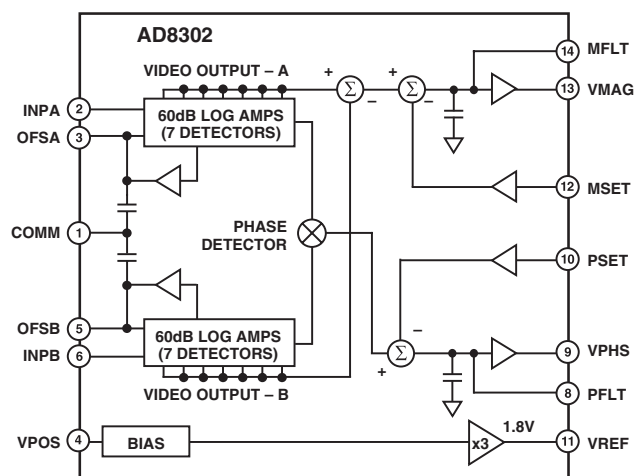 AD8302
VIDEO OUTPUT – A
INPA 2
OFSA 3
60dB LOG AMPS
(7 DETECTORS)
+
Σ
–
+
Σ
–
14 MFLT
13 VMAG
12 MSET
COMM 1
PHASE
DETECTOR
10 PSET
OFSB 5
INPB 6
60dB LOG AMPS
(7 DETECTORS)
VIDEO OUTPUT – B
–
+
Σ
9 VPHS
8 PFLT
VPOS 4
BIAS
x3
1.8V
11 VREF